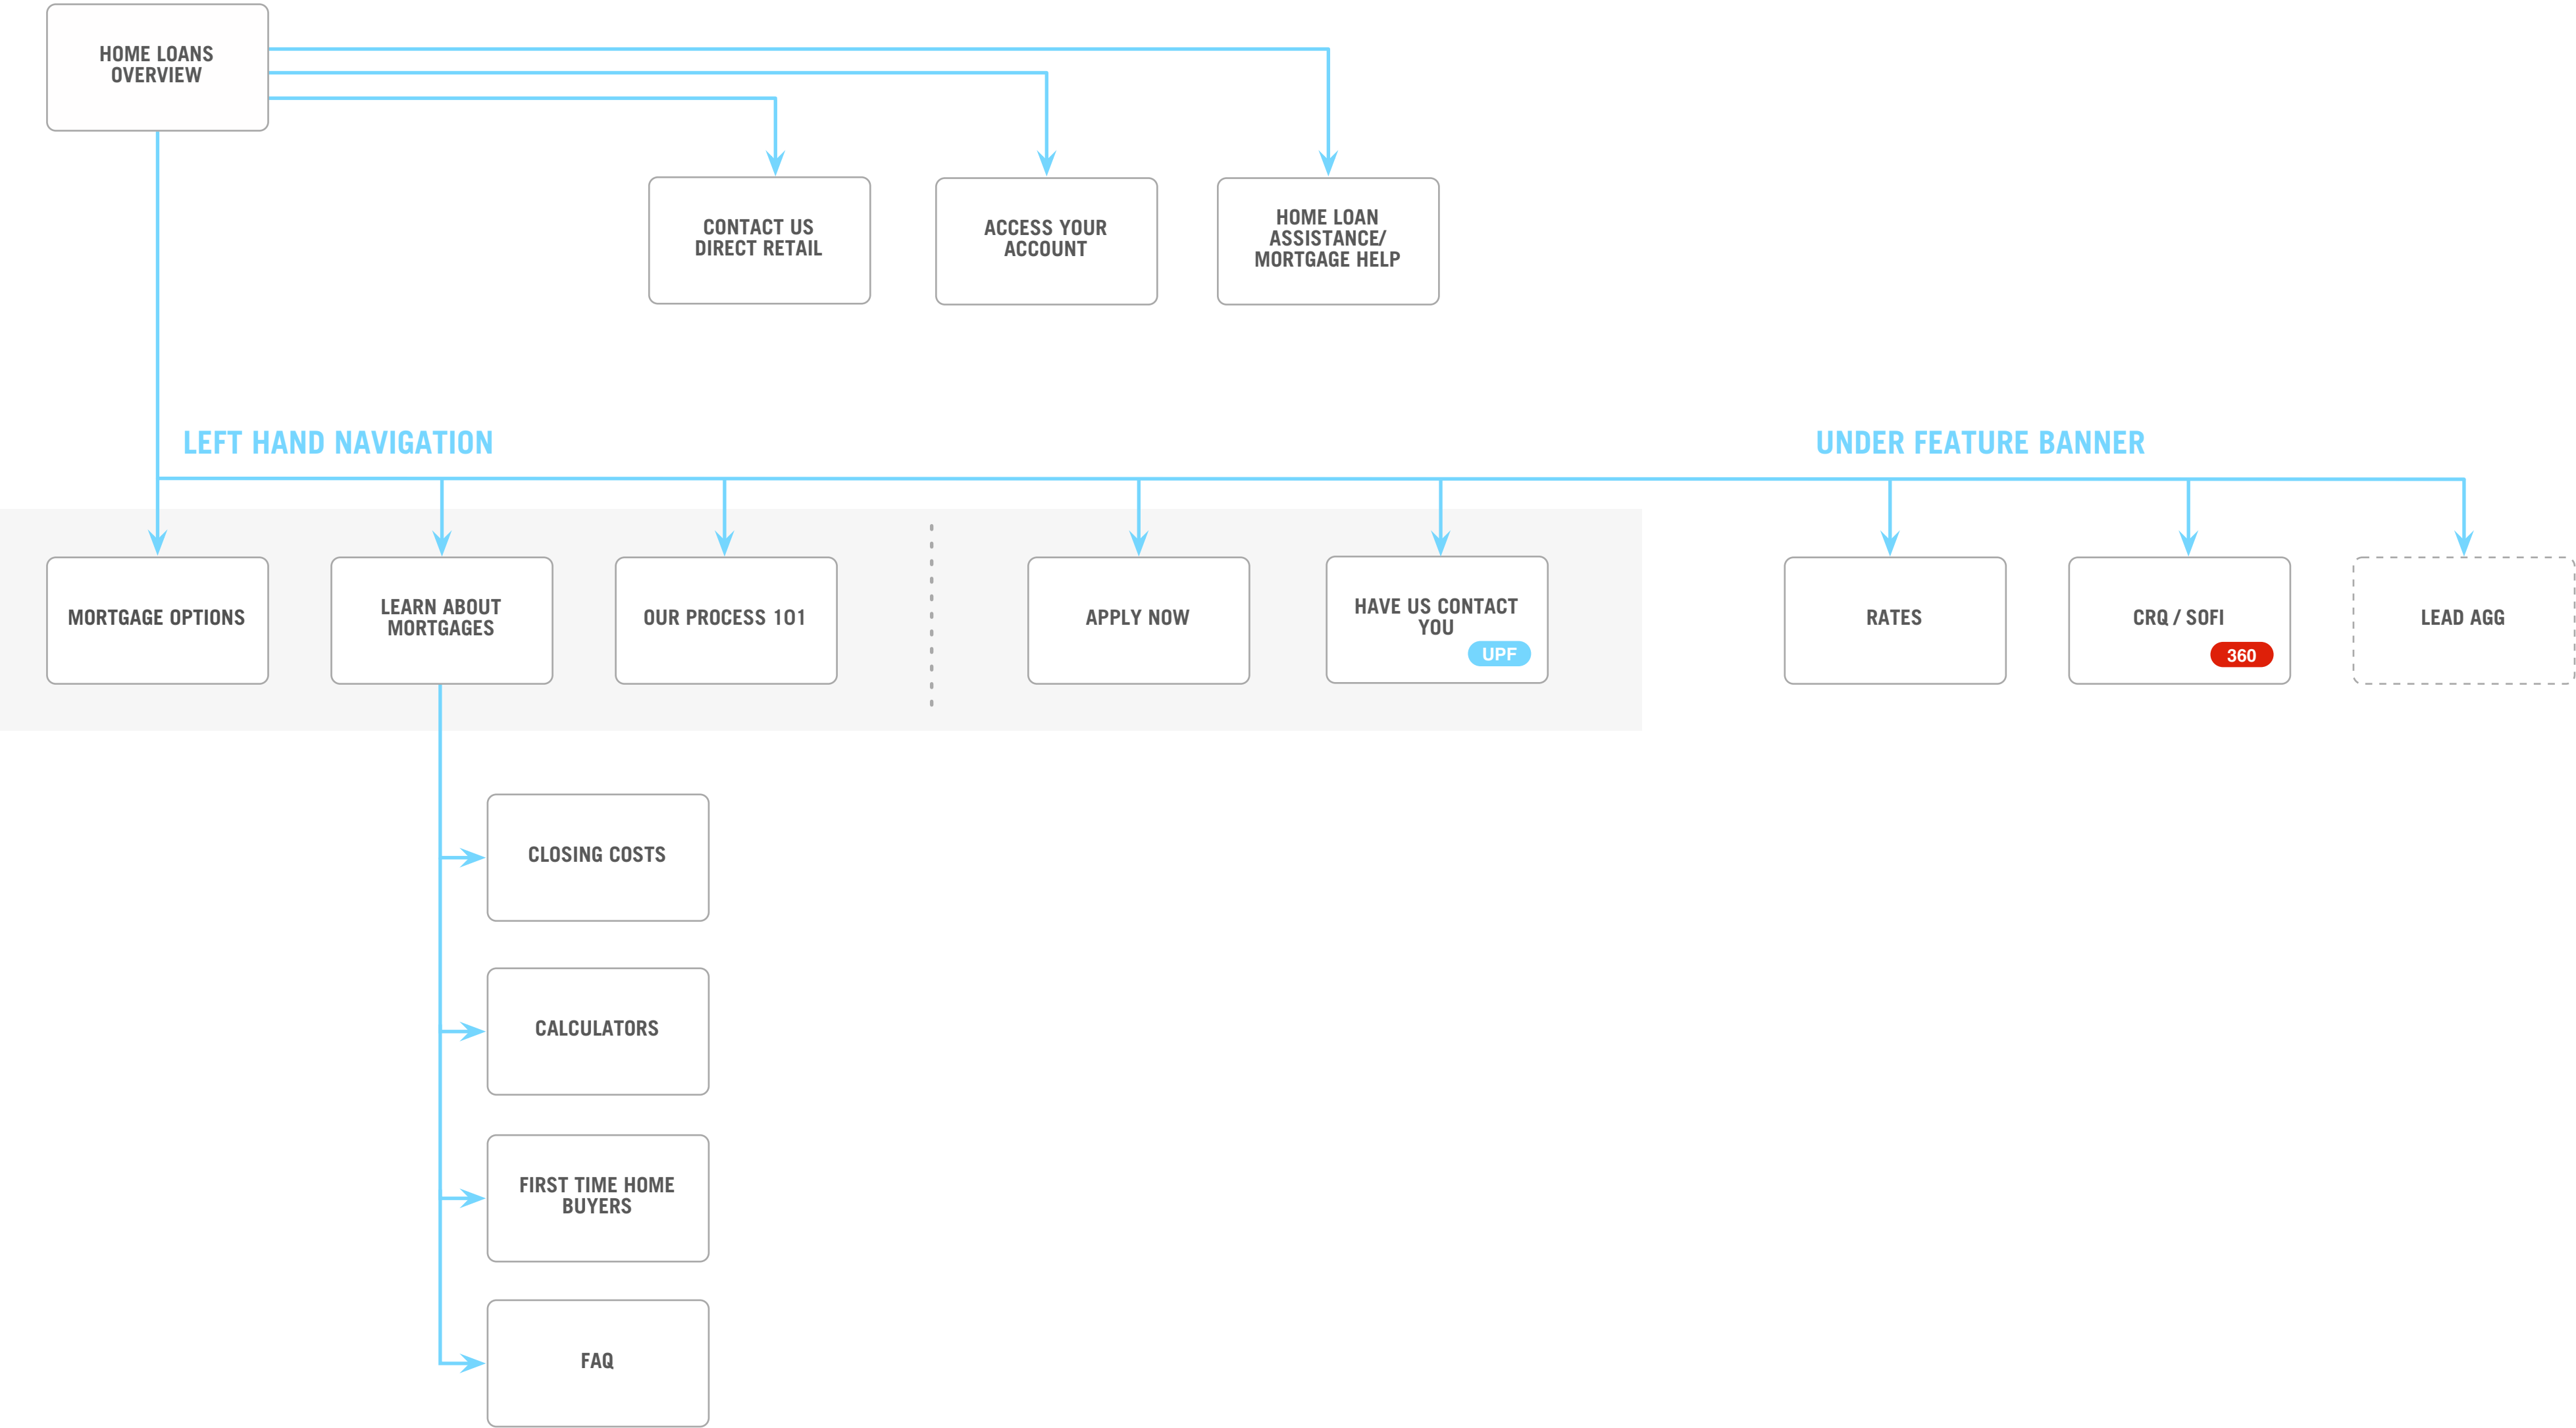 HOME LOANS
OVERVIEW
CONTACT US
DIRECT RETAIL
ACCESS YOUR
ACCOUNT
HOME LOAN
ASSISTANCE/
MORTGAGE HELP
LEFT HAND NAVIGATION
UNDER FEATURE BANNER
MORTGAGE OPTIONS
LEARN ABOUT
MORTGAGES
OUR PROCESS 101
APPLY NOW
HAVE US CONTACT
YOU
UPF
RATES
CRQ / SOFI
360
LEAD AGG
CLOSING COSTS
CALCULATORS
FIRST TIME HOME
BUYERS
FAQ